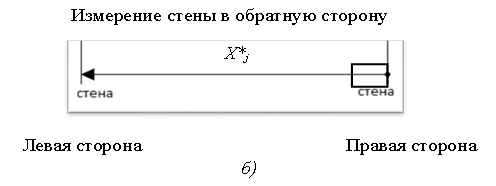 Измерение стены в обратную сторону
X*j
стена стена
Левая сторона Правая сторона
б)